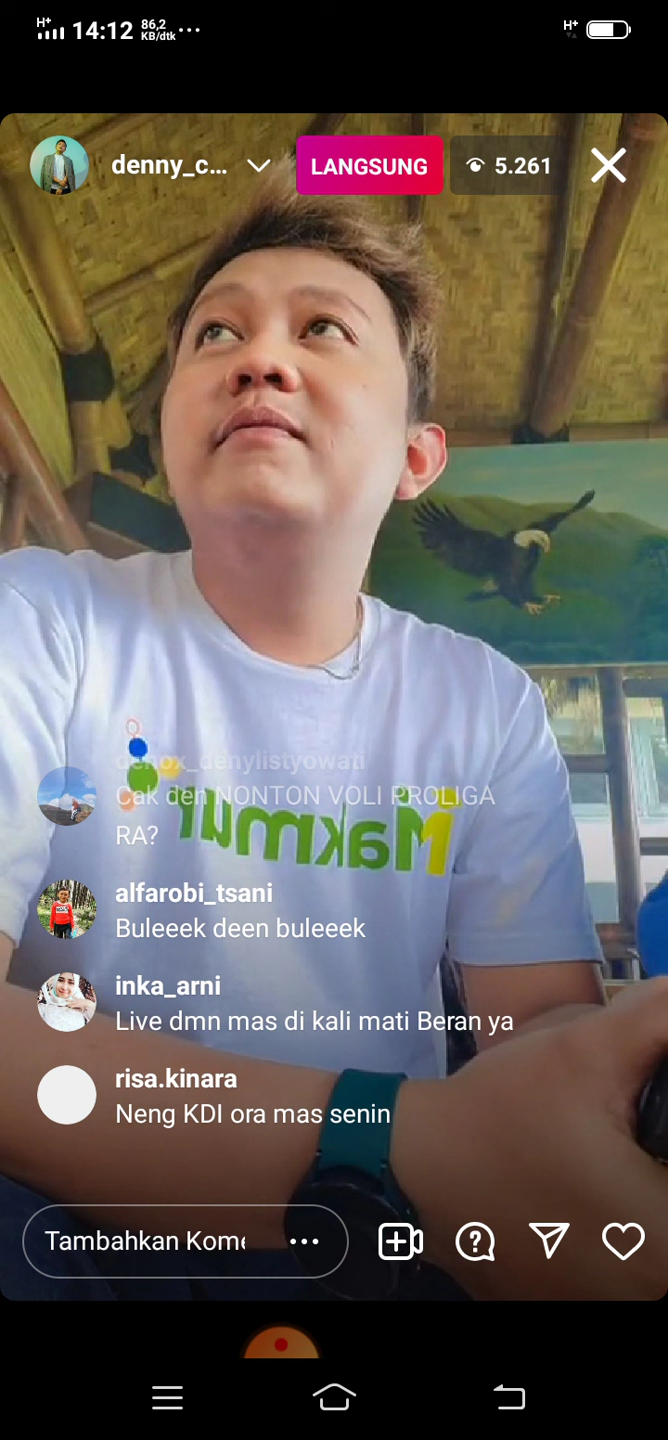 H+ 14:12 86,2 KB/dtk ... H+
denny_c... LANGSUNG 5.261
denox_denylistyowati
Cak den NONTON VOLI PROLIGA
RA?
Makmur
alfarobi_tsani
Buleeek deen buleeek
inka_arni
Live dmn mas di kali mati Beran ya
risa.kinara
Neng KDI ora mas senin
Tambahkan Kome